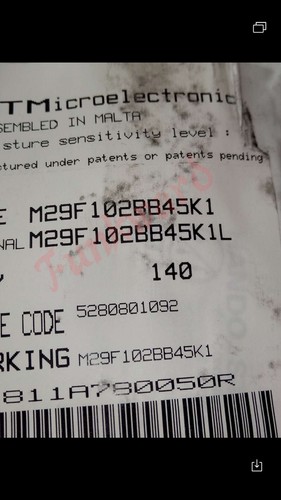 TMicroelectronic
SEMBLED IN MALTA
sture sensitivity level :
ctured under patents or patents pending
E M29F102BB45K1
NAL M29F102BB45K1L
Y 140
E CODE 5280801092
RKING M29F102BB45K1
811A780050R